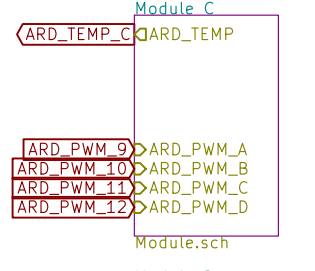 Module C
ARD_TEMP_C ARD_TEMP
ARD_PWM_9 ARD_PWM_A
ARD_PWM_10 ARD_PWM_B
ARD_PWM_11 ARD_PWM_C
ARD_PWM_12 ARD_PWM_D
Module.sch